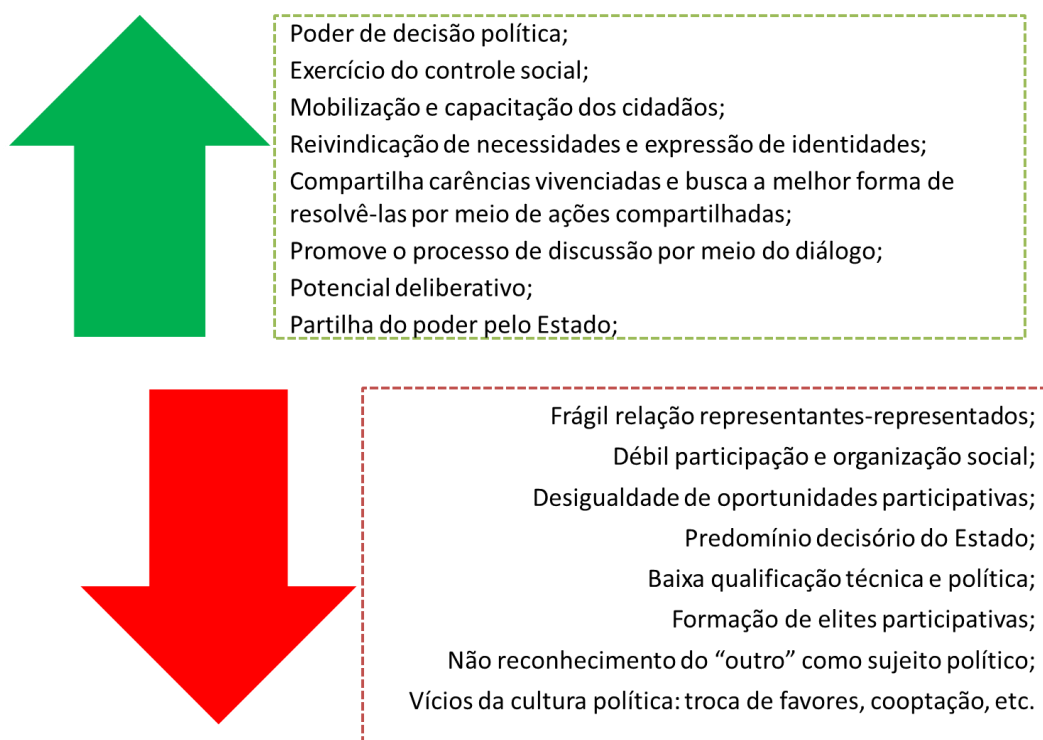 Poder de decisão política;
Exercício do controle social;
Mobilização e capacitação dos cidadãos;
Reivindicação de necessidades e expressão de identidades;
Compartilha carências vivenciadas e busca a melhor forma de
resolvê-las por meio de ações compartilhadas;
Promove o processo de discussão por meio do diálogo;
Potencial deliberativo;
Partilha do poder pelo Estado;
Frágil relação representantes-representados;
Débil participação e organização social;
Desigualdade de oportunidades participativas;
Predomínio decisório do Estado;
Baixa qualificação técnica e política;
Formação de elites participativas;
Não reconhecimento do “outro” como sujeito político;
Vícios da cultura política: troca de favores, cooptação, etc.